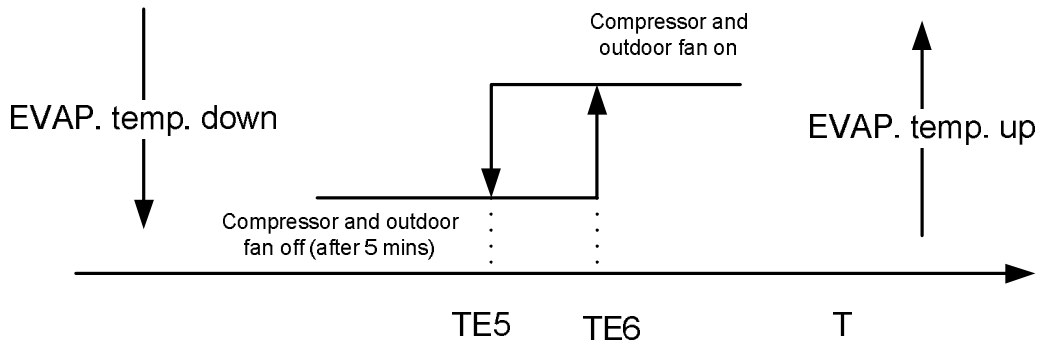 Compressor and
outdoor fan on
EVAP. temp. down
EVAP. temp. up
Compressor and outdoor
fan off (after 5 mins)
TE5
TE6
T